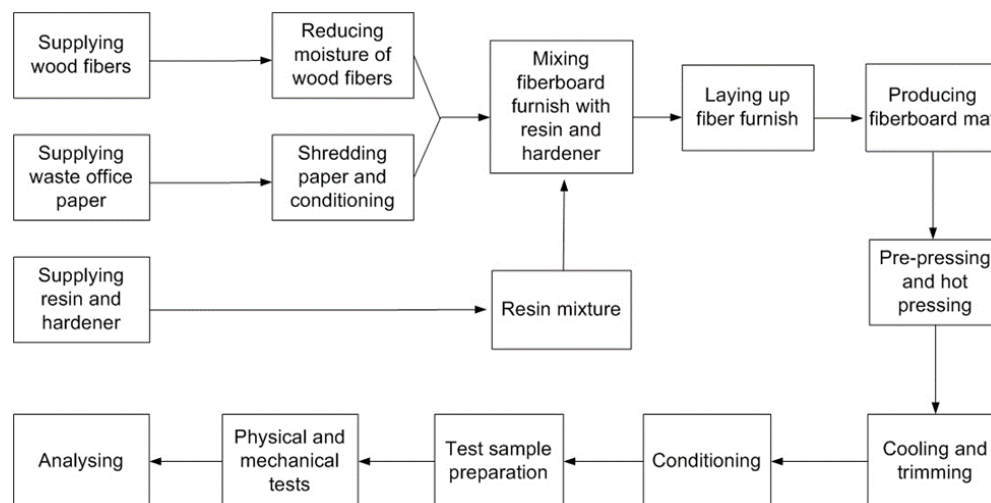 Supplying
wood fibers
Reducing
moisture of
wood fibers
Mixing
fiberboard
furnish with
resin and
hardener
Laying up
fiber furnish
Producing
fiberboard mat
Supplying
waste office
paper
Shredding
paper and
conditioning
Supplying
resin and
hardener
Resin mixture
Pre-pressing
and hot
pressing
Analysing
Physical and
mechanical
tests
Test sample
preparation
Conditioning
Cooling and
trimming